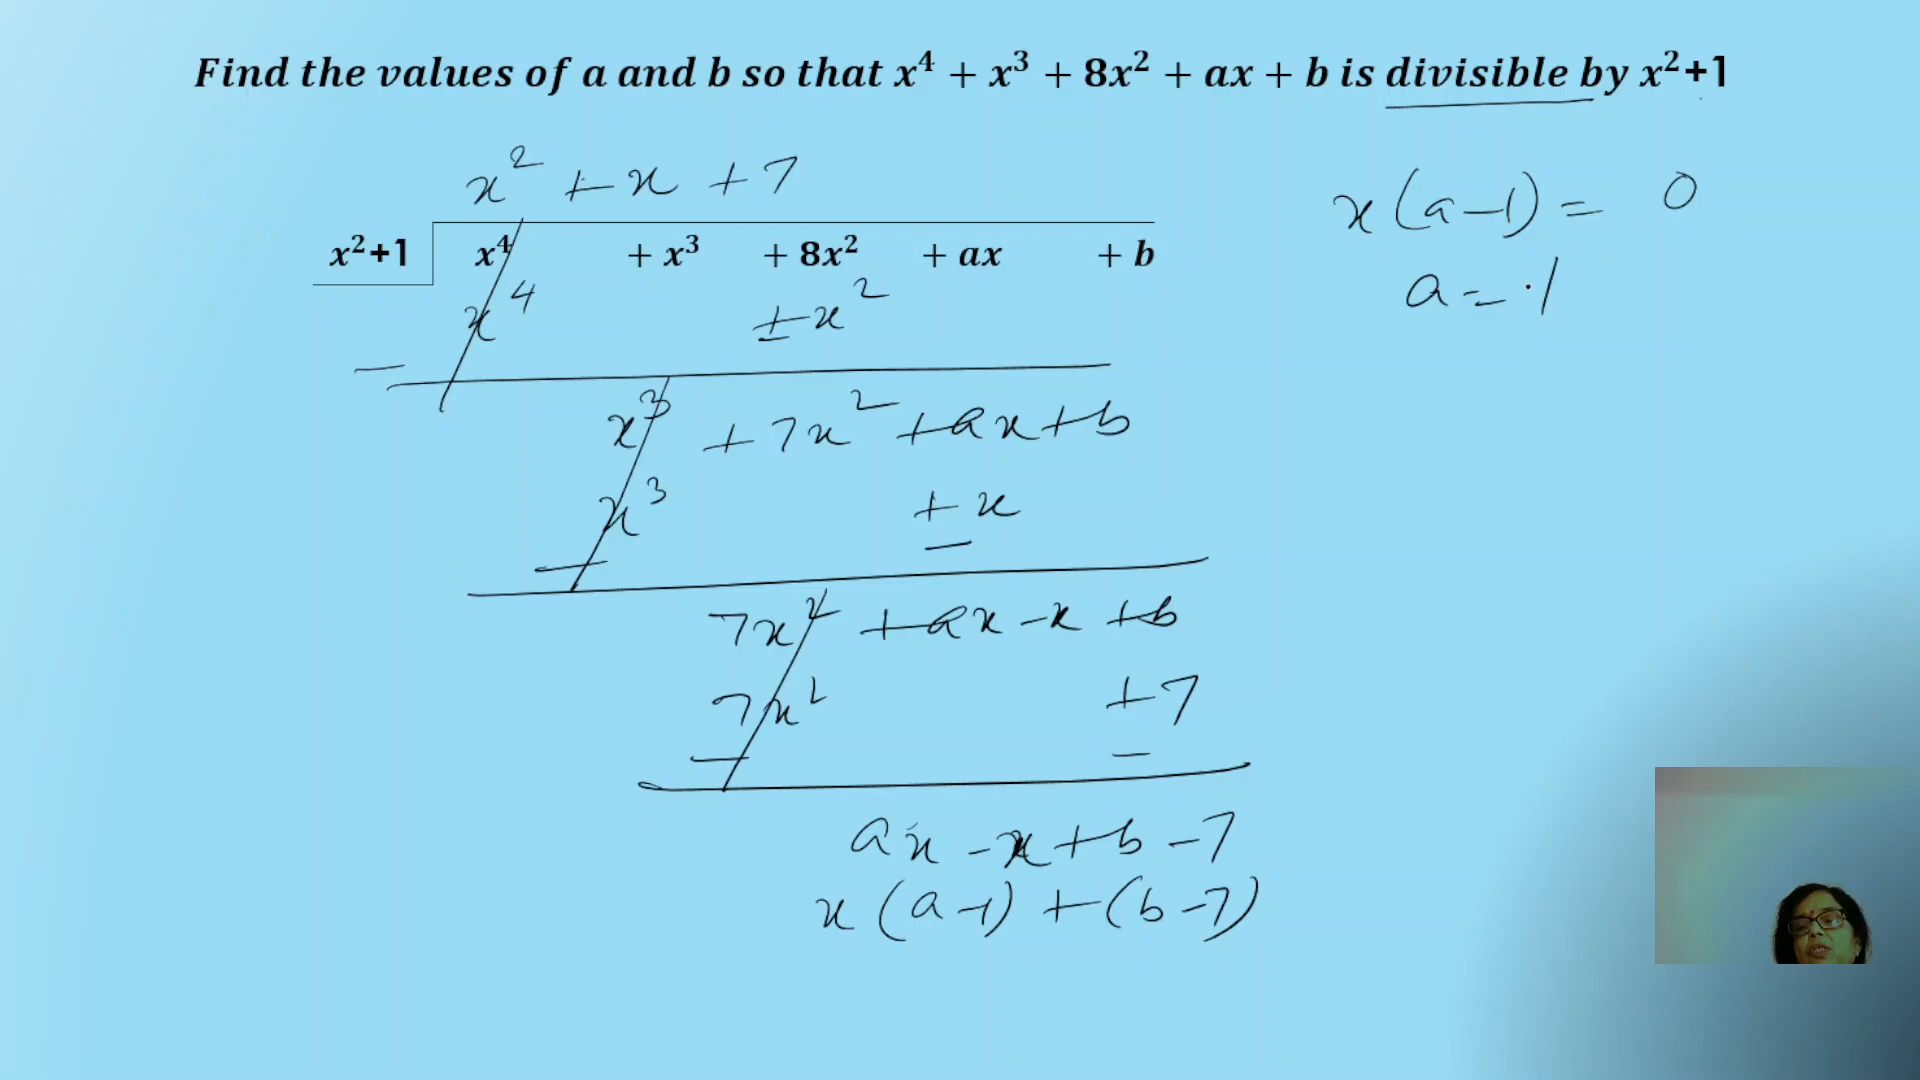 Find the values of a and b so that x⁴ + x³ + 8x² + ax + b is divisible by x²+1
x² + x + 7
x²+1 x⁴ + x³ + 8x² + ax + b
x⁴ + x²
−
x³ + 7x² + ax + b
x³ + x
− −
7x² + ax − x + b
7x² + 7
− −
ax − x + b − 7
x (a−1) + (b−7)
x(a−1) = 0
a = 1